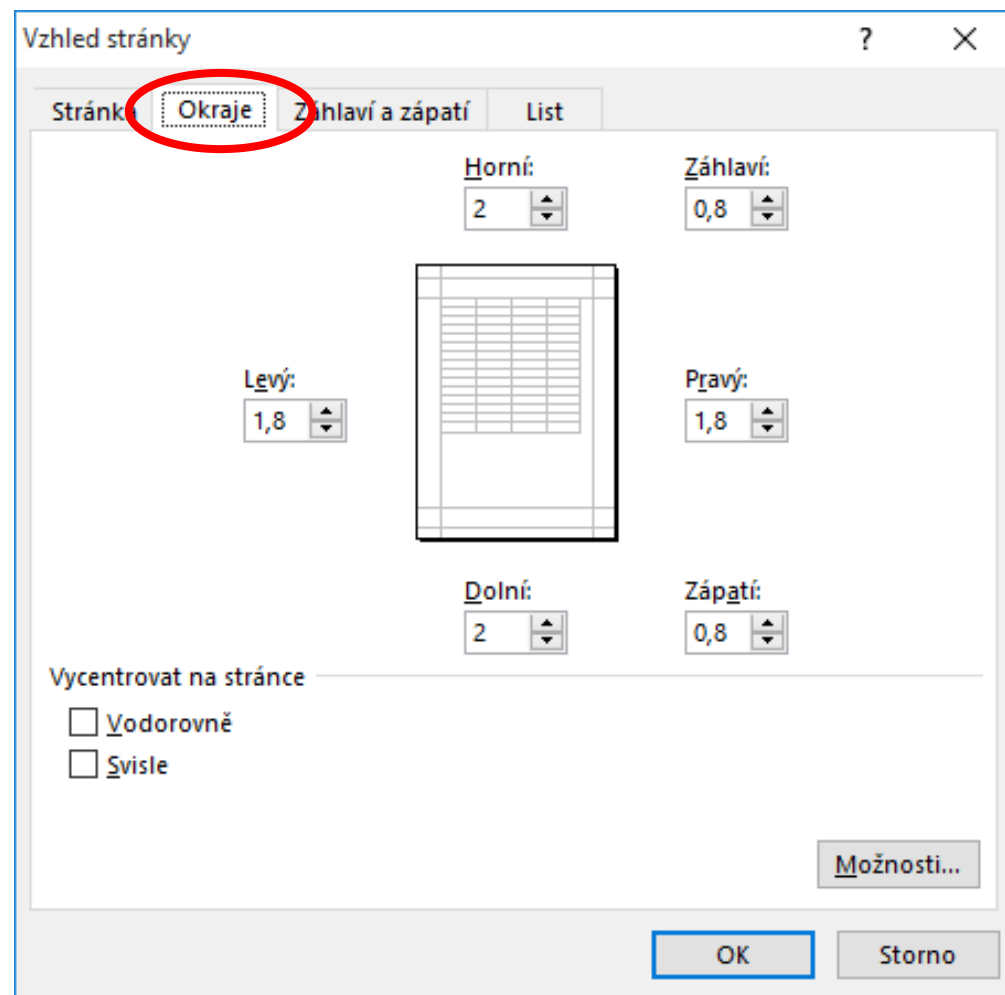 Vzhled stránky ?
Stránka Okraje Záhlaví a zápatí List
Horní: Záhlaví:
2 0,8
Levý: Pravý:
1,8 1,8
Dolní: Zápatí:
2 0,8
Vycentrovat na stránce
Vodorovně
Svisle
Možnosti...
OK Storno